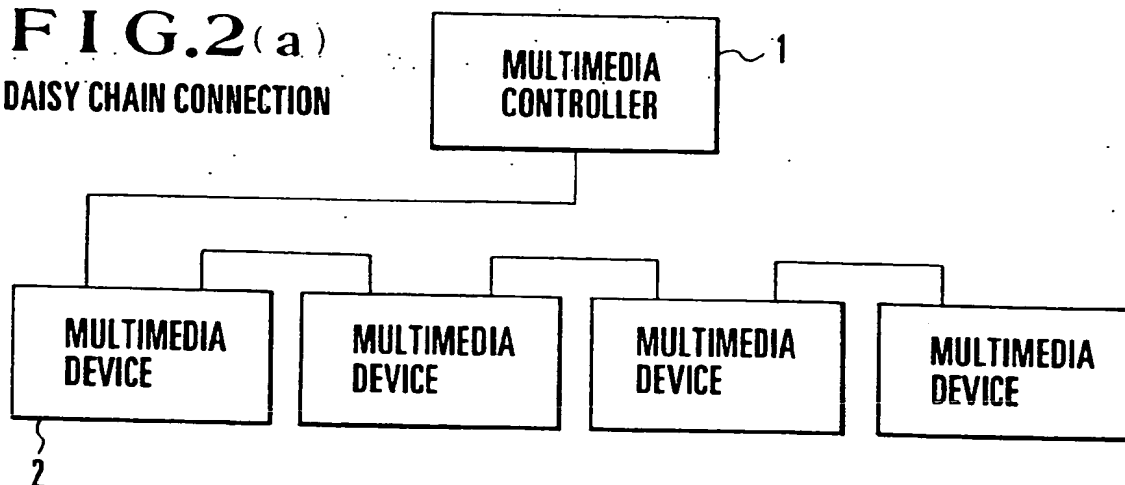 FIG.2(a)
DAISY CHAIN CONNECTION
MULTIMEDIA
CONTROLLER
1
MULTIMEDIA
DEVICE
MULTIMEDIA
DEVICE
MULTIMEDIA
DEVICE
MULTIMEDIA
DEVICE
2